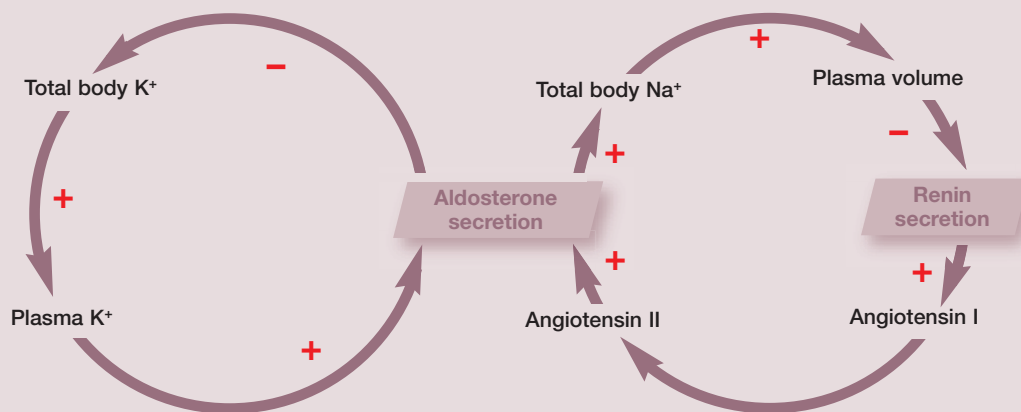 +
−
Total body K⁺
Total body Na⁺
Plasma volume
−
+
+
Aldosterone
secretion
Renin
secretion
+
+
Plasma K⁺
Angiotensin II
Angiotensin I
+